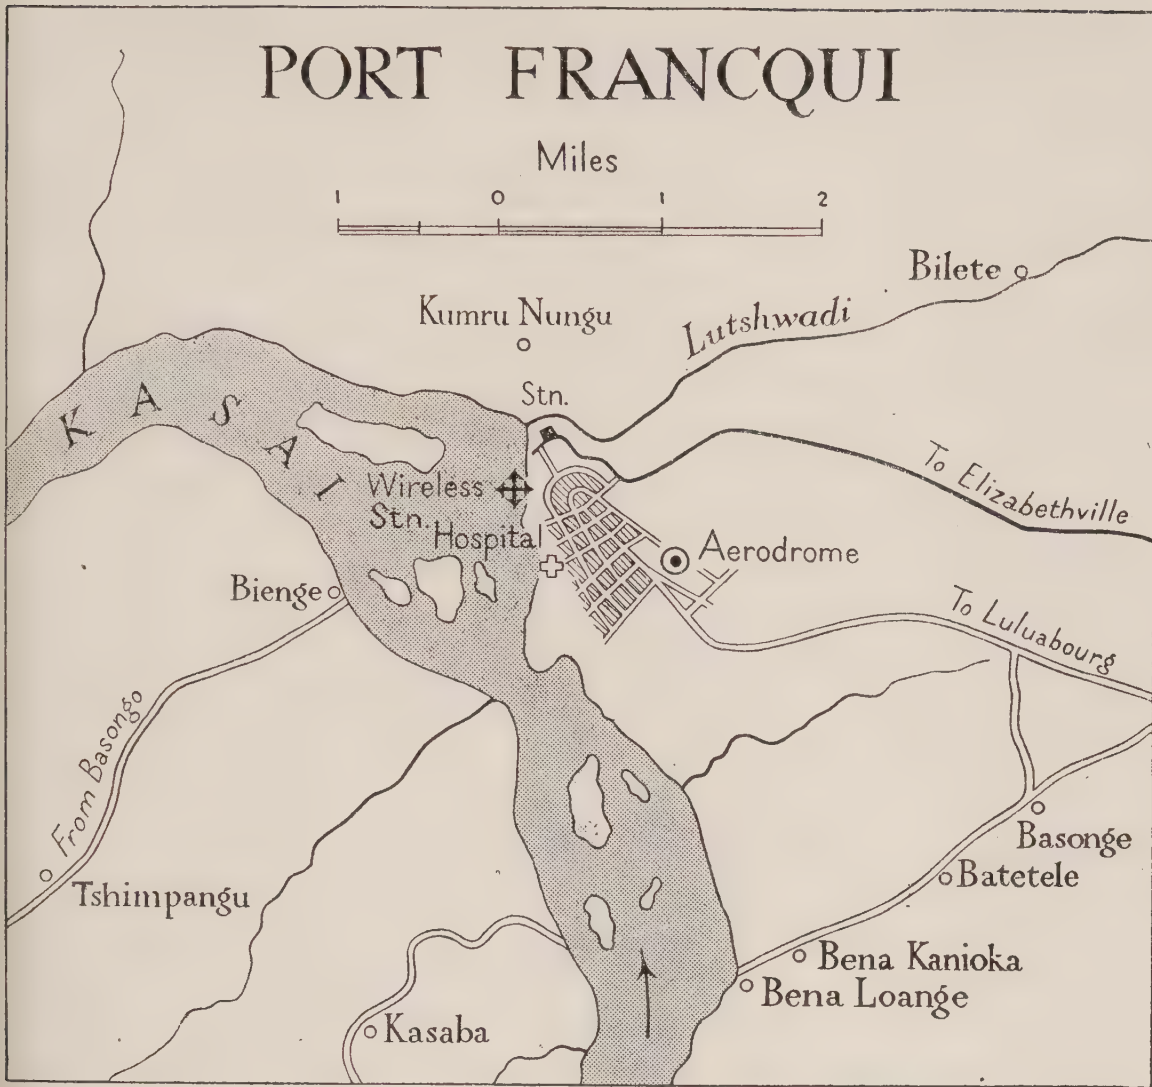 PORT FRANCQUI
Miles
1 0 1 2
Bilete
Kumru Nungu
Lutshwadi
Stn.
KASAI
To Elizabethville
Wireless
Stn.
Hospital
Aerodrome
Bienge
To Luluabourg
From Basongo
Basonge
Batetele
Tshimpangu
Bena Kanioka
Bena Loange
Kasaba